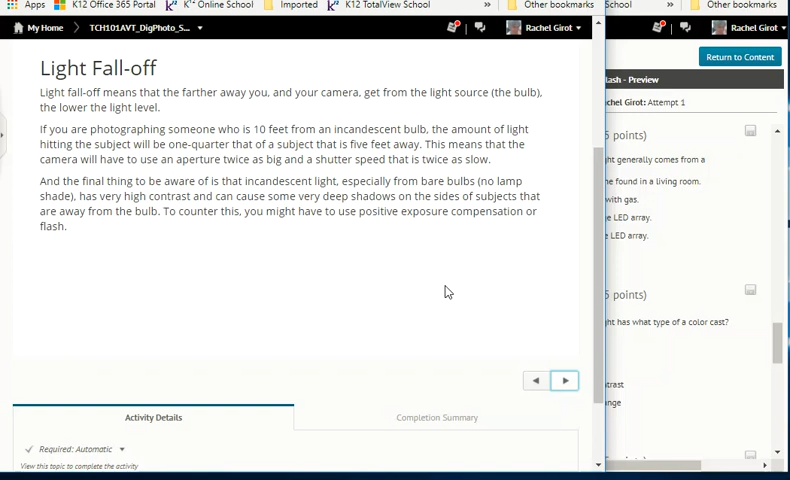 Apps K12 Office 365 Portal K¹² Online School Imported K12 TotalView School » Other bookmarks
School » Other bookmarks
My Home TCH101AVT_DigPhoto_S... Rachel Girot
Rachel Girot
Light Fall-off
Light fall-off means that the farther away you, and your camera, get from the light source (the bulb),
the lower the light level.
If you are photographing someone who is 10 feet from an incandescent bulb, the amount of light
hitting the subject will be one-quarter that of a subject that is five feet away. This means that the
camera will have to use an aperture twice as big and a shutter speed that is twice as slow.
And the final thing to be aware of is that incandescent light, especially from bare bulbs (no lamp
shade), has very high contrast and can cause some very deep shadows on the sides of subjects that
are away from the bulb. To counter this, you might have to use positive exposure compensation or
flash.
Activity Details
Completion Summary
Required: Automatic
View this topic to complete the activity
Return to Content
lash - Preview
chel Girot: Attempt 1
5 points)
ght generally comes from a
ne found in a living room.
with gas.
e LED array.
e LED array.
5 points)
ght has what type of a color cast?
trast
nge